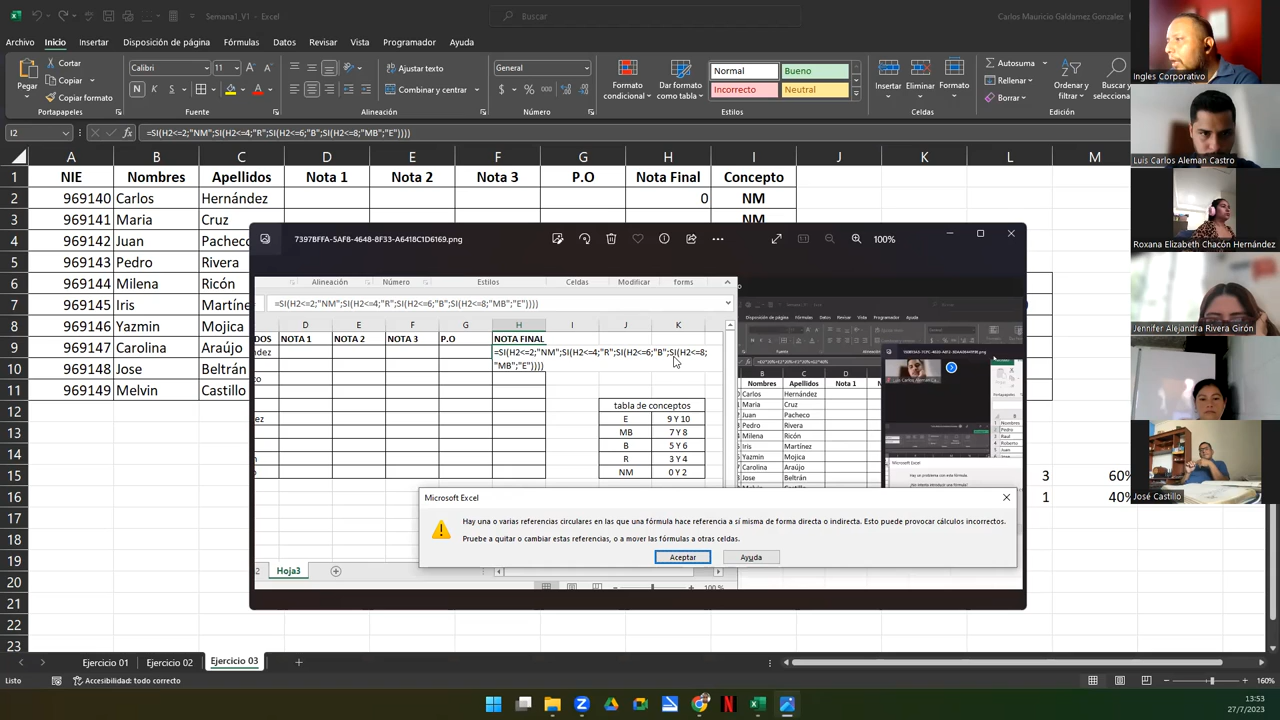 Semana1_V1 - Excel
Buscar
Carlos Mauricio Galdamez Gonzalez
Archivo Inicio Insertar Disposición de página Fórmulas Datos Revisar Vista Programador Ayuda
Pegar
Cortar
Copiar
Copiar formato
Portapapeles
Calibri 11
N K S
Fuente
Ajustar texto
Combinar y centrar
Alineación
General
Número
Formato condicional
Dar formato como tabla
Normal Bueno
Incorrecto Neutral
Estilos
Insertar Eliminar Formato
Celdas
Autosuma
Rellenar
Borrar
Ordenar y filtrar
Buscar y
Edición
I2 =SI(H2<=2;"NM";SI(H2<=4;"R";SI(H2<=6;"B";SI(H2<=8;"MB";"E"))))
A B C D E F G H I J K L M
1 NIE Nombres Apellidos Nota 1 Nota 2 Nota 3 P.O Nota Final Concepto
2 969140 Carlos Hernández 0 NM
3 969141 Maria Cruz NM
4 969142 Juan Pacheco
5 969143 Pedro Rivera
6 969144 Milena Ricón
7 969145 Iris Martíne
8 969146 Yazmin Mojica
9 969147 Carolina Araújo
10 969148 Jose Beltrán
11 969149 Melvin Castillo
12
13
14
15 3 60%
16 1 40%
17
18
19
20
21
22
23
7397BFFA-5AF8-4648-8F33-A6418C1D6169.png
100%
Alineación Número Estilos Celdas Modificar forms
=SI(H2<=2;"NM";SI(H2<=4;"R";SI(H2<=6;"B";SI(H2<=8;"MB";"E"))))
D E F G H I J K
DOS NOTA 1 NOTA 2 NOTA 3 P.O NOTA FINAL
=SI(H2<=2;"NM";SI(H2<=4;"R";SI(H2<=6;"B";SI(H2<=8;
"MB";"E"))))
tabla de conceptos
E 9 Y 10
MB 7 Y 8
B 5 Y 6
R 3 Y 4
NM 0 Y 2
Hoja3
100 %
Disposición de página Fórmulas Datos Revisar Vista Programador Ayuda
B C D
Nombres Apellidos Nota 1
Carlos Hernández
Maria Cruz
Juan Pacheco
Pedro Rivera
Milena Ricón
Iris Martínez
Yazmin Mojica
Carolina Araújo
Jose Beltrán
Microsoft Excel
Hay una o varias referencias circulares en las que una fórmula hace referencia a sí misma de forma directa o indirecta. Esto puede provocar cálculos incorrectos.
Pruebe a quitar o cambiar estas referencias, o a mover las fórmulas a otras celdas.
Aceptar Ayuda
Ejercicio 01 Ejercicio 02 Ejercicio 03
Listo
Accesibilidad: todo correcto
160%
13:53
27/7/2023
Ingles Corporativo
Luis Carlos Aleman Castro
Roxana Elizabeth Chacón Hernández
Jennifer Alejandra Rivera Girón
José Castillo